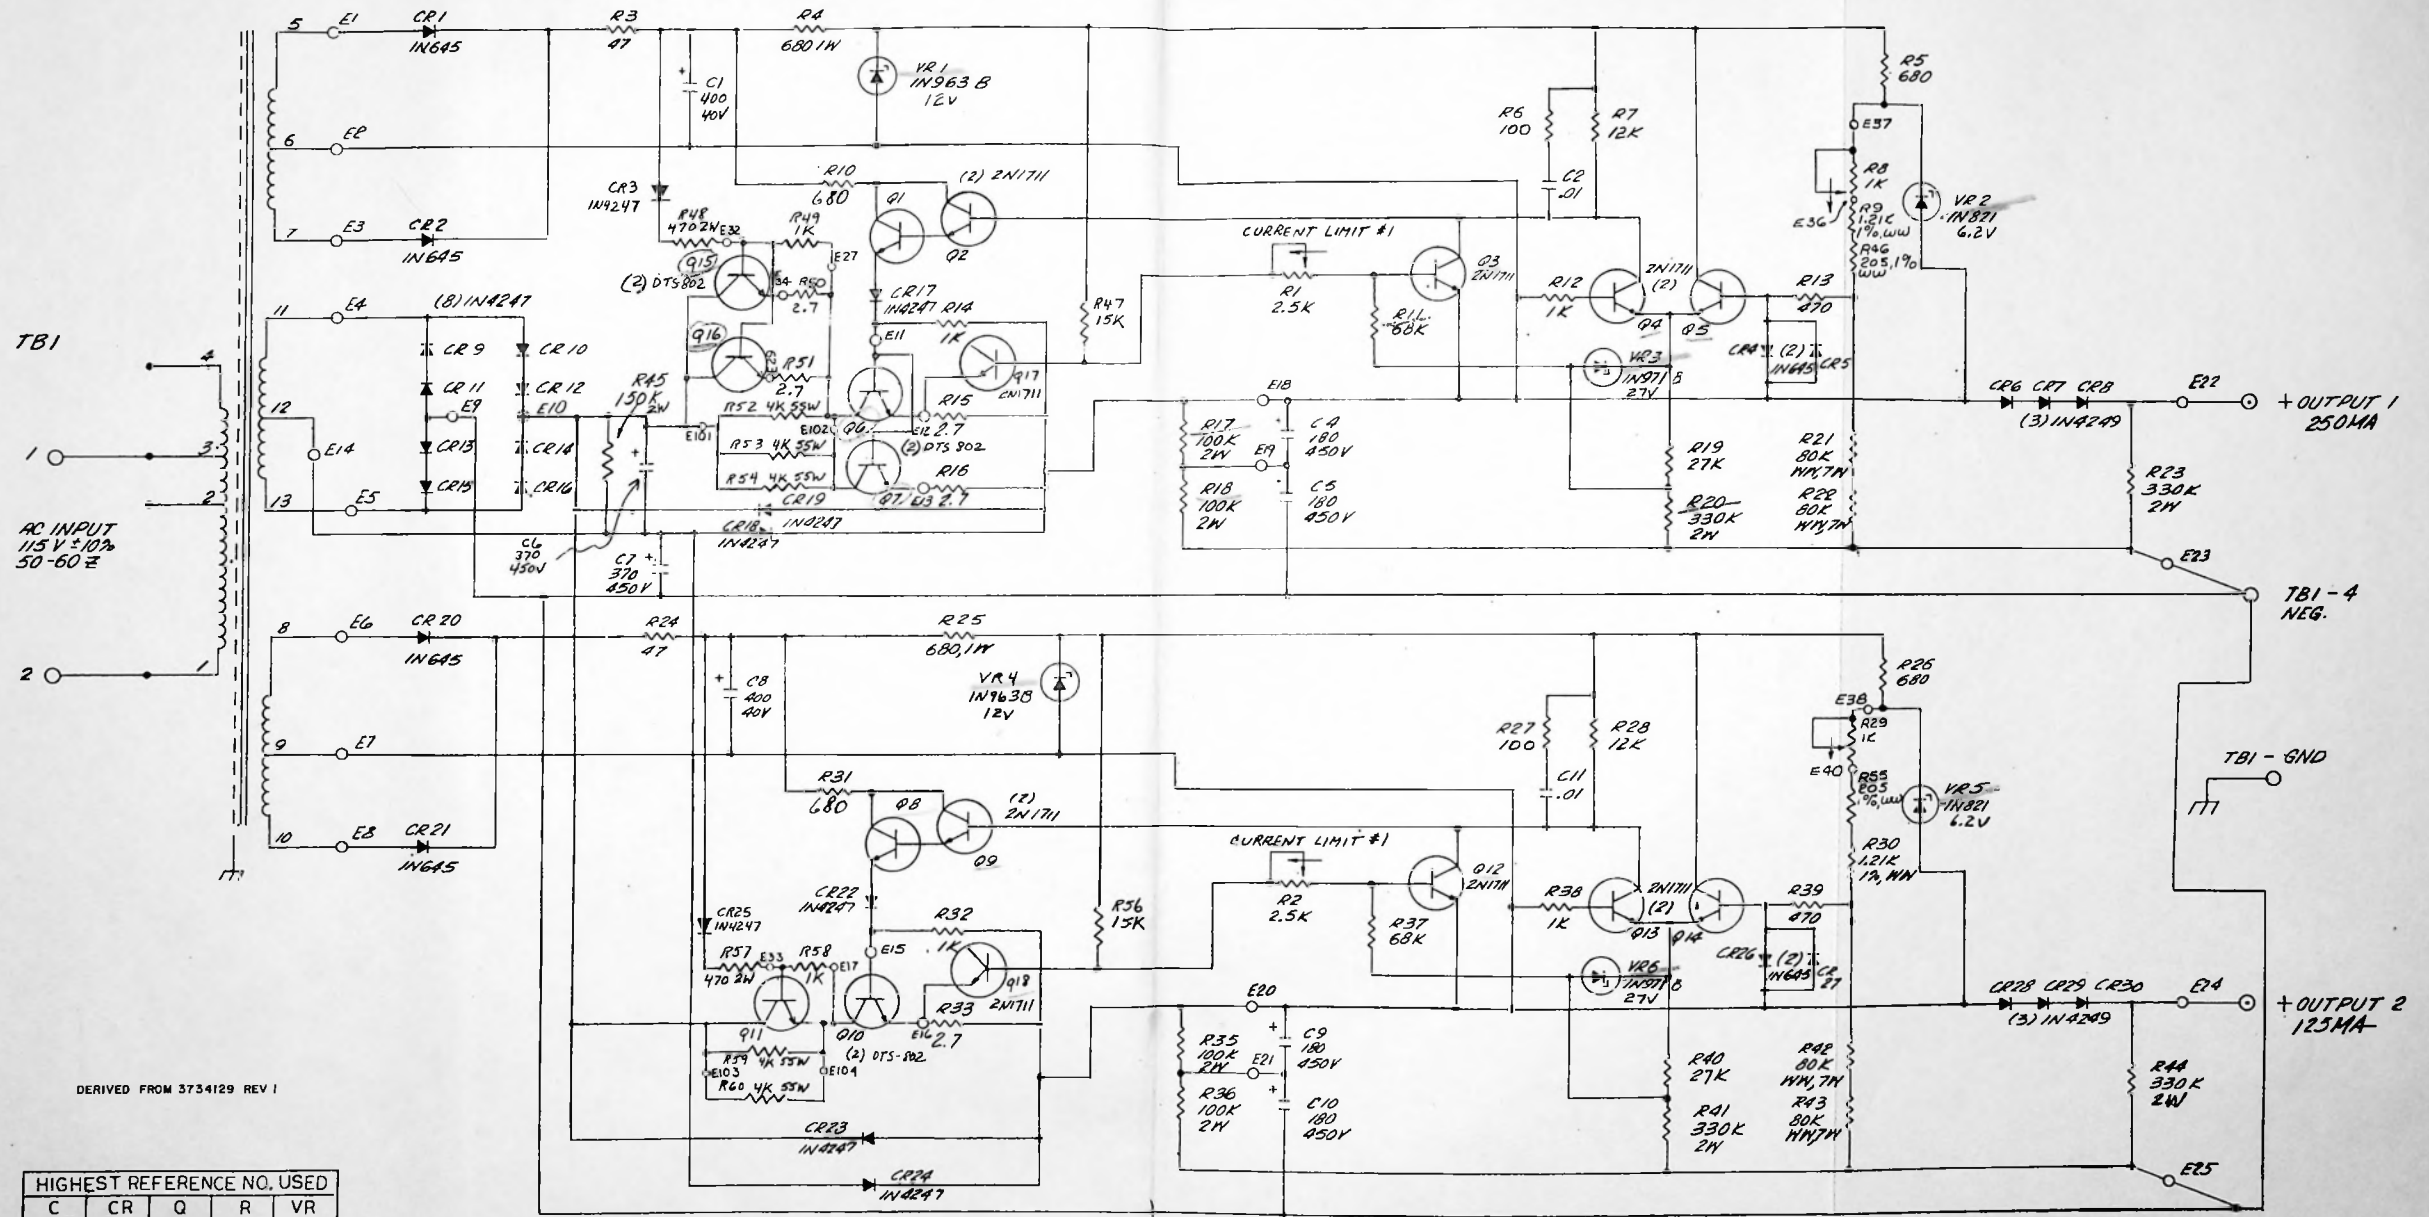 5 E1 CR1 1N645 R3 47 R4 680 1W
+ C1 400 40V
VR1 1N963 B 12V
R5 680
6 E2
R6 100 R7 12K
C2 .01
E37
R8 1K
E36
R9 1.21K 1%, WW
R46 205, 1% WW
VR2 1N821 6.2V
7 E3 CR2 1N645
CR3 1N4247
R48 470 2W E32
R49 1K
E27
R10 680
Q1 (2) 2N1711
Q2
Q15
(2) DTS802
R50 2.7
CR17 1N4247
R14 1K
E11
R47 15K
CURRENT LIMIT #1
R1 2.5K
R11 68K
Q3 2N1711
R12 1K
2N1711 (2)
Q4 Q5
R13 470
CR4 (2) 1N645 CR5
VR3 1N971 B 27V
11 E4 (8) 1N4247
CR9 CR10
CR11 CR12
E9 E10
CR13 CR14
CR15 CR16
12 E14
13 E5
TB1
4
3
2
1
1
2
AC INPUT
115 V ±10%
50-60 Z
Q16
E29
R51 2.7
R45 150K 2W
R52 4K 55W
E101 E102
R53 4K 55W
R54 4K 55W
Q6
Q17 2N1711
E12
R15 2.7
(2) DTS 802
R16
Q7 E13 2.7
CR19 1N4247
CR18 1N4247
C6 370 450V
C7 + 370 450V
E18
R17 100K 2W
E19
R18 100K 2W
C4 180 450V
C5 180 450V
R19 27K
R20 330K 2W
R21 80K WW, 7W
R22 80K WW, 7W
CR6 CR7 CR8
(3) 1N4249
E22
+ OUTPUT 1
250MA
R23 330K 2W
E23
TB1 - 4
NEG.
8 E6 CR20 1N645 R24 47 R25 680, 1W
+ C8 400 40V
VR4 1N963B 12V
R26 680
9 E7
R27 100 R28 12K
C11 .01
E38
R29 1K
E40
R55 205 1%, WW
VR5 1N821 6.2V
R30 1.21K 1%, WW
TB1 - GND
10 E8 CR21 1N645
R31 680
Q8 (2) 2N1711
Q9
CR22 1N4247
R32 1K
E15
CR25 1N4247
R57 470 2W E33
R58 1K
E17
Q18 2N1711
Q11 Q10
(2) DTS-802
E16
R33 2.7
R59 4K 55W
E103 E104
R60 4K 55W
R56 15K
CURRENT LIMIT #1
R2 2.5K
R37 68K
Q12 2N1711
R38 1K
2N1711 (2)
Q13 Q14
R39 470
CR26 (2) 1N645 CR 27
VR6 1N971 B 27V
E20
R35 100K 2W
E21
R36 100K 2W
+ C9 180 450V
+ C10 180 450V
R40 27K
R41 330K 2W
R42 80K WW, 7W
R43 80K WW, 7W
CR28 CR29 CR30
(3) 1N4249
E24
+ OUTPUT 2
125MA
R44 330K 2W
E25
CR23 1N4247
CR24 1N4247
DERIVED FROM 3734129 REV 1
HIGHEST REFERENCE NO. USED
C CR Q R VR